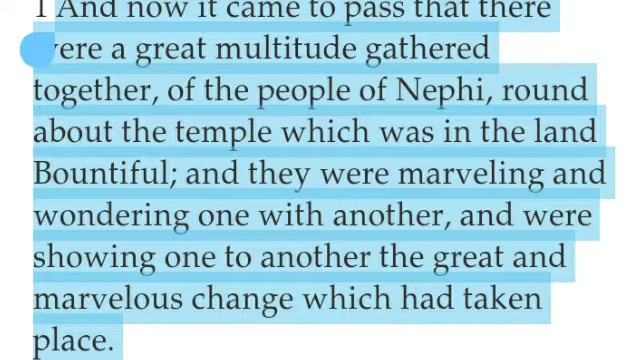 1 And now it came to pass that there
were a great multitude gathered
together, of the people of Nephi, round
about the temple which was in the land
Bountiful; and they were marveling and
wondering one with another, and were
showing one to another the great and
marvelous change which had taken
place.